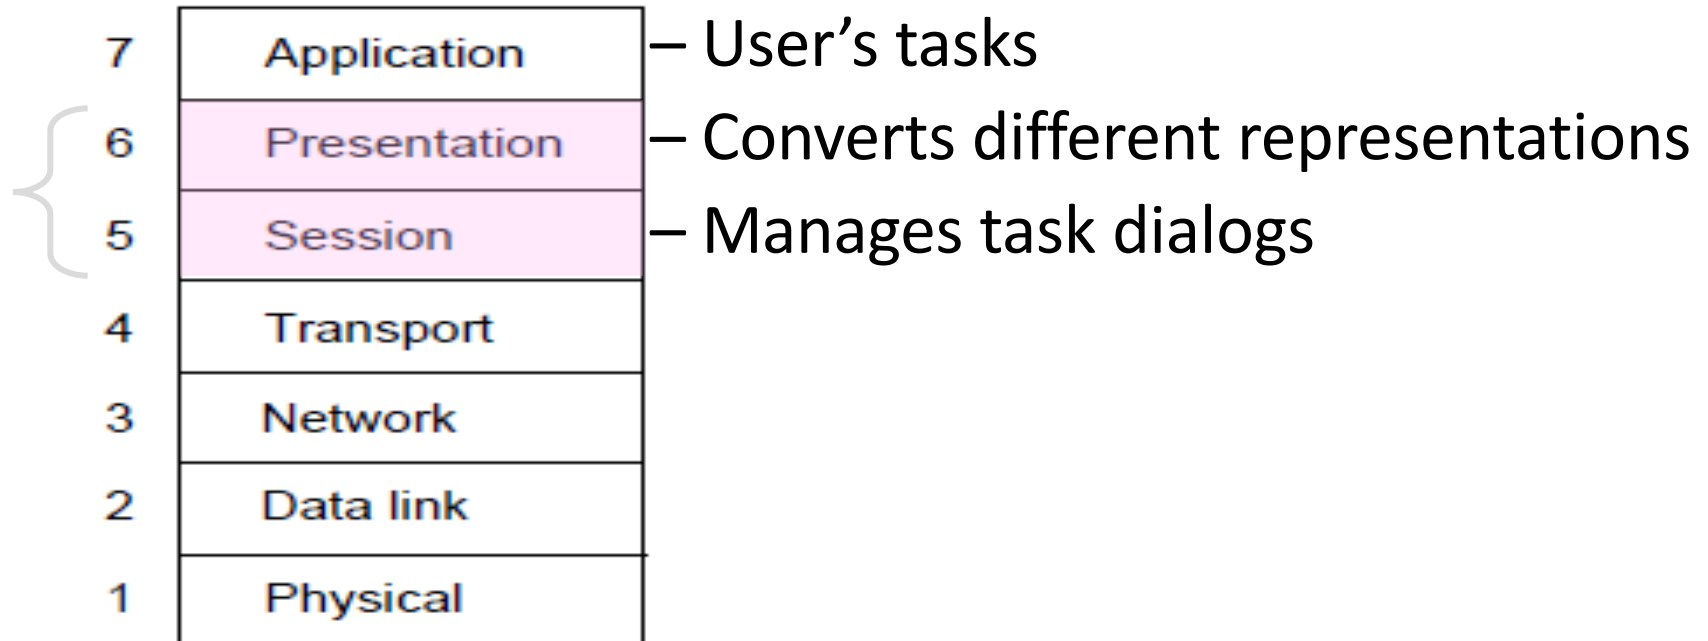 7 Application – User’s tasks
6 Presentation – Converts different representations
5 Session – Manages task dialogs
4 Transport
3 Network
2 Data link
1 Physical